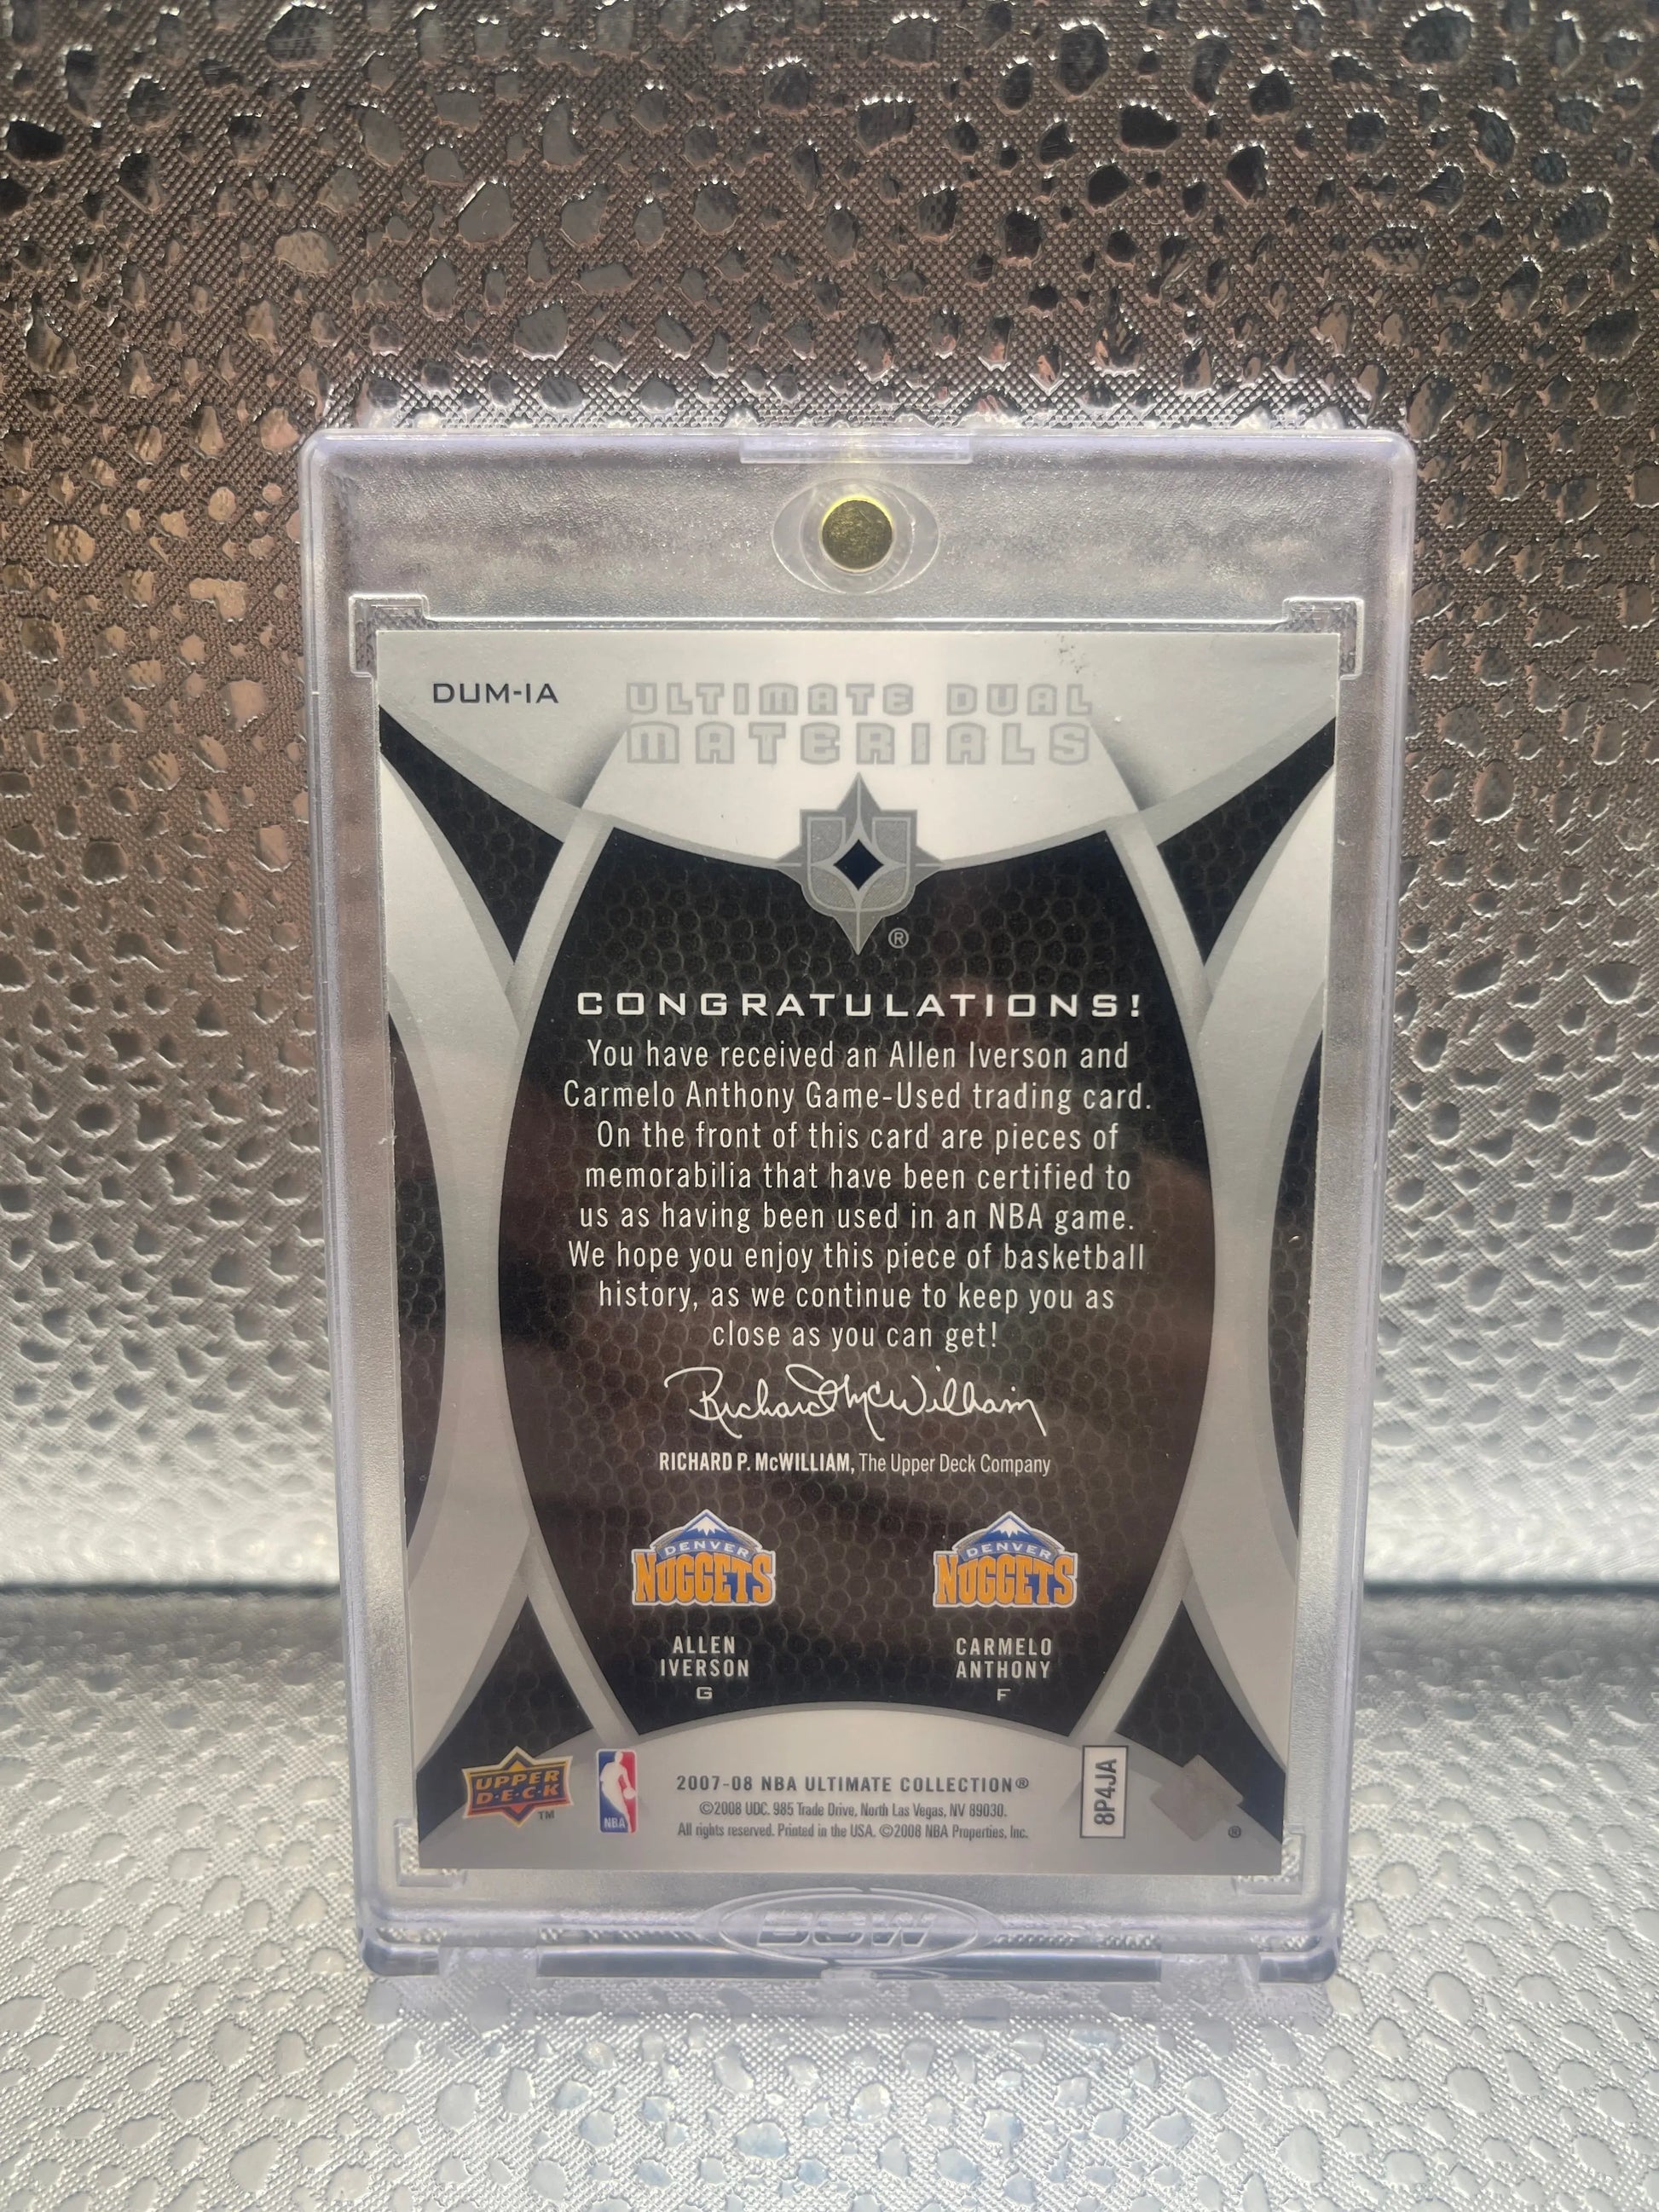 DUM-IA
ULTIMATE DUAL
MATERIALS
®
CONGRATULATIONS!
You have received an Allen Iverson and
Carmelo Anthony Game-Used trading card.
On the front of this card are pieces of
memorabilia that have been certified to
us as having been used in an NBA game.
We hope you enjoy this piece of basketball
history, as we continue to keep you as
close as you can get!
Richard McWilliam
RICHARD P. McWILLIAM, The Upper Deck Company
DENVER
NUGGETS
DENVER
NUGGETS
ALLEN
IVERSON
G
CARMELO
ANTHONY
F
UPPER
D·E·C·K
TM
NBA
2007-08 NBA ULTIMATE COLLECTION®
©2008 UDC. 985 Trade Drive, North Las Vegas, NV 89030.
All rights reserved. Printed in the USA. ©2008 NBA Properties, Inc.
8P4JA
®
BCW